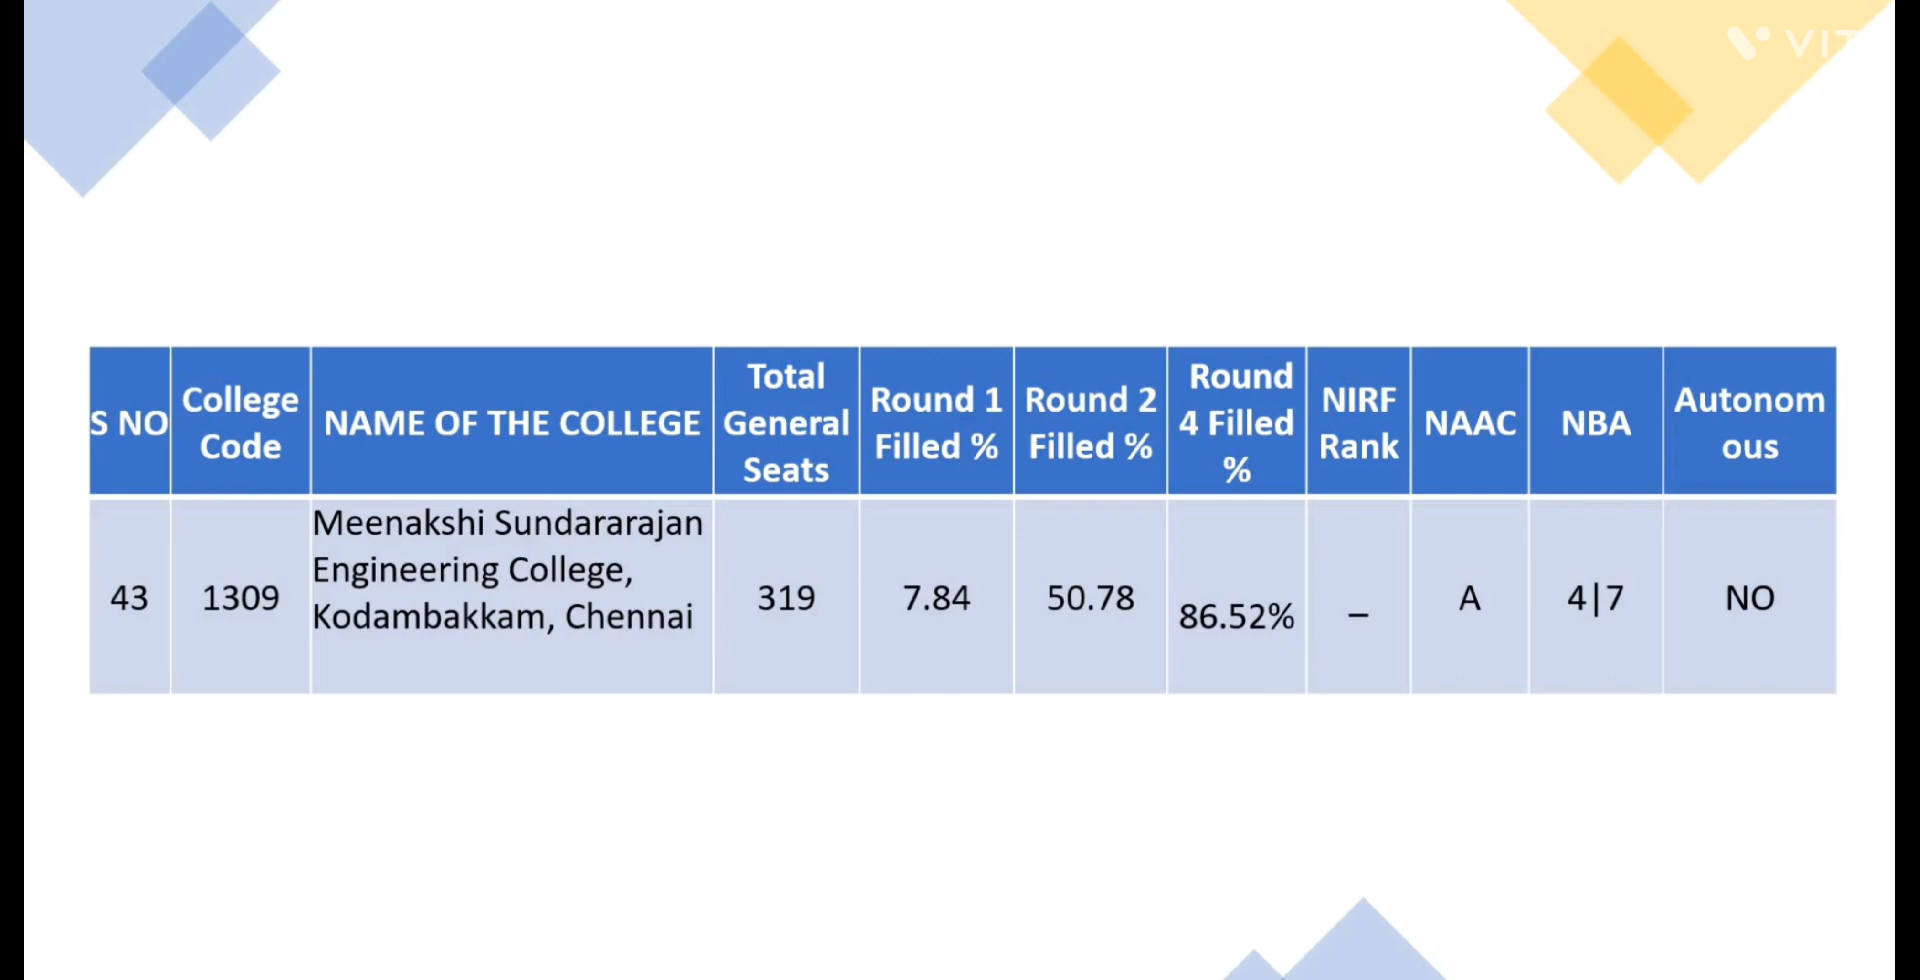 VIT
S NO
College
Code
NAME OF THE COLLEGE
Total
General
Seats
Round 1
Filled %
Round 2
Filled %
Round
4 Filled
%
NIRF
Rank
NAAC
NBA
Autonom
ous
43
1309
Meenakshi Sundararajan
Engineering College,
Kodambakkam, Chennai
319
7.84
50.78
86.52%
–
A
4|7
NO